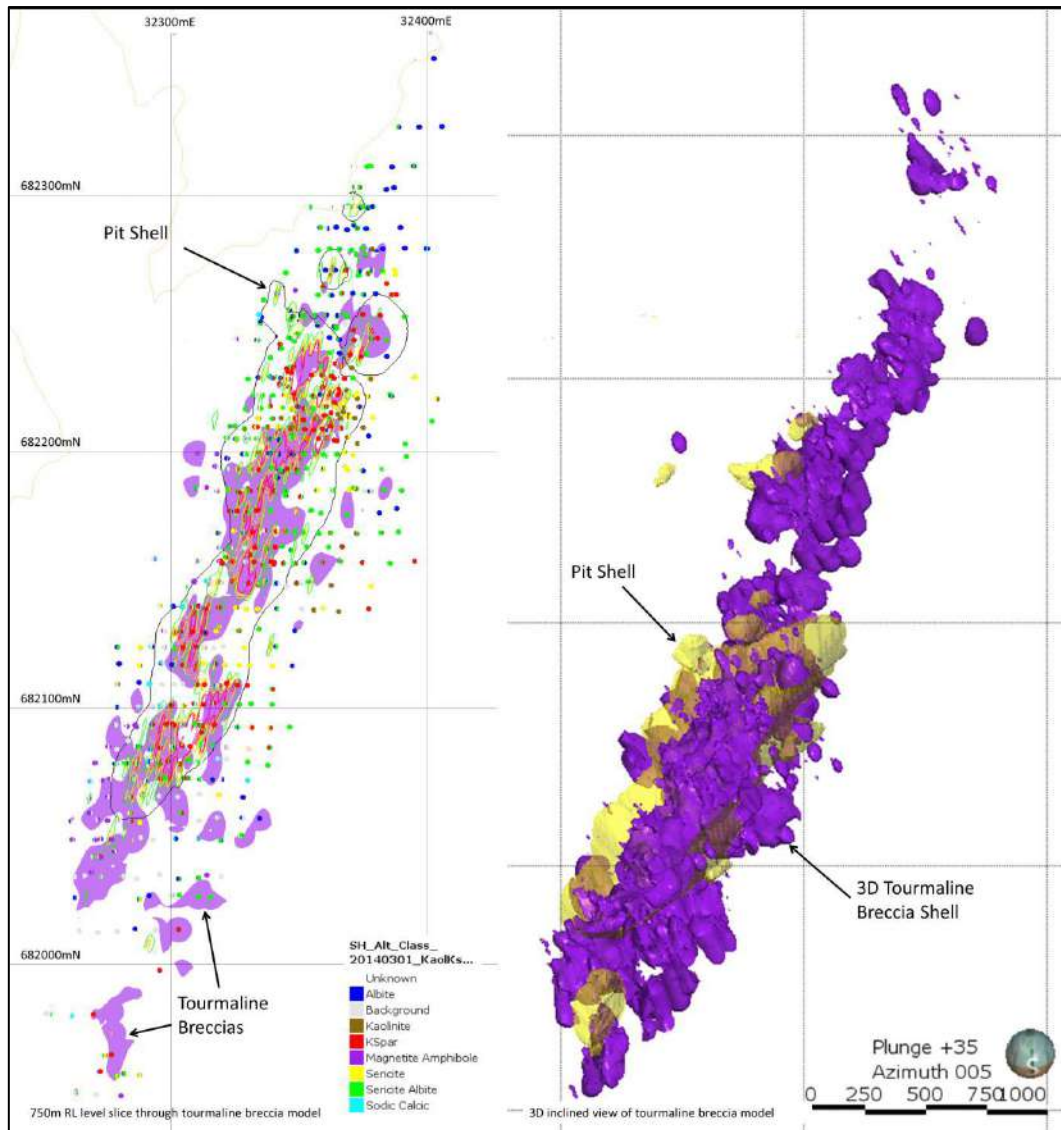 32300mE
32400mE
682300mN
Pit Shell
682200mN
682100mN
682000mN
Tourmaline
Breccias
SH_Alt_Class_
20140301_KaolKs...
Unknown
Albite
Background
Kaolinite
KSpar
Magnetite Amphibole
Sericite
Sericite Albite
Sodic Calcic
750m RL level slice through tourmaline breccia model
Pit Shell
3D Tourmaline
Breccia Shell
Plunge +35
Azimuth 005
S
0 250 500 750 1000
3D inclined view of tourmaline breccia model